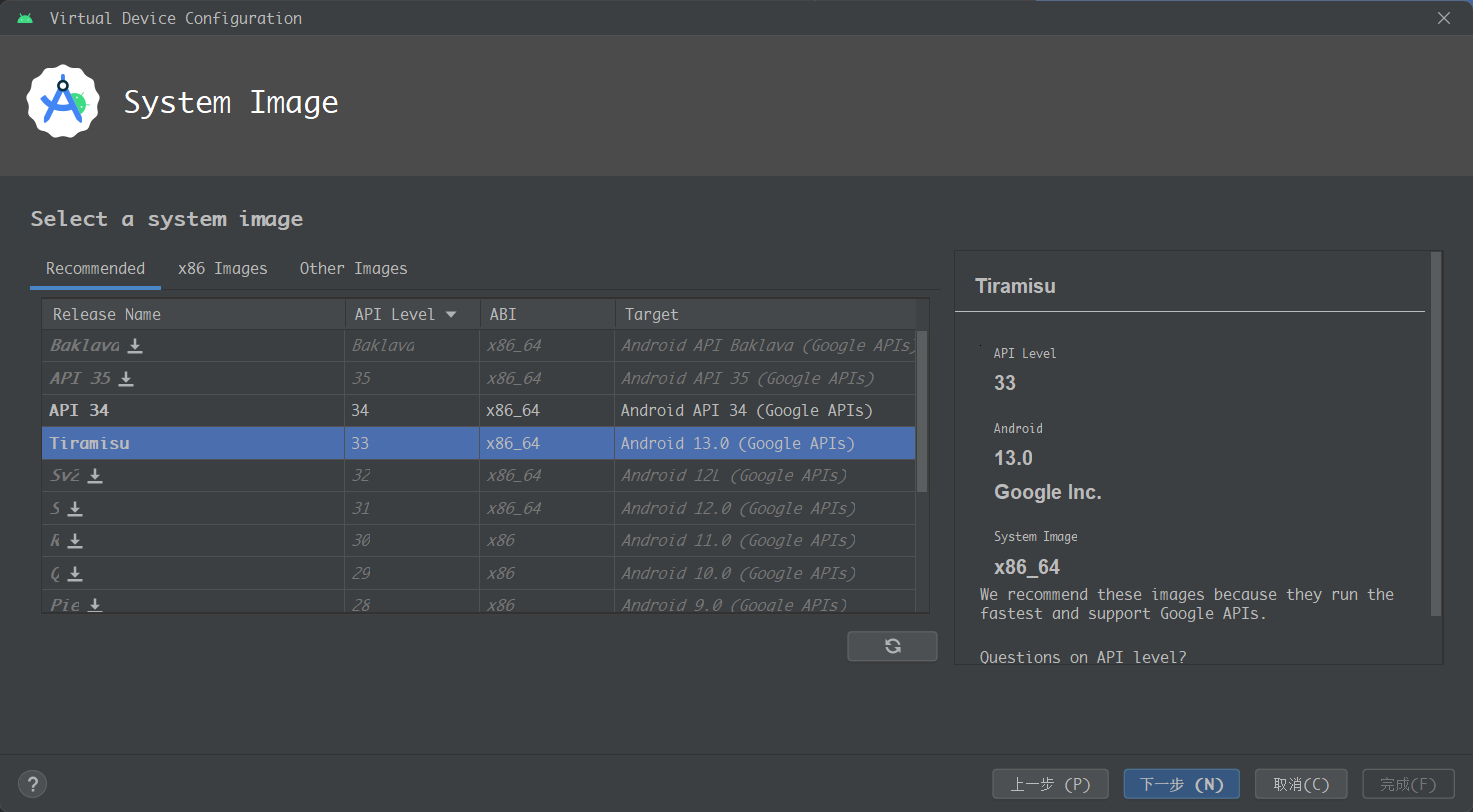 Virtual Device Configuration
System Image
Select a system image
Recommended x86 Images Other Images
Release Name API Level ABI Target
Baklava Baklava x86_64 Android API Baklava (Google APIs)
API 35 35 x86_64 Android API 35 (Google APIs)
API 34 34 x86_64 Android API 34 (Google APIs)
Tiramisu 33 x86_64 Android 13.0 (Google APIs)
Sv2 32 x86_64 Android 12L (Google APIs)
S 31 x86_64 Android 12.0 (Google APIs)
R 30 x86 Android 11.0 (Google APIs)
Q 29 x86 Android 10.0 (Google APIs)
Pie 28 x86 Android 9.0 (Google APIs)
Tiramisu
API Level
33
Android
13.0
Google Inc.
System Image
x86_64
We recommend these images because they run the
fastest and support Google APIs.
Questions on API level?
? 上一步 (P) 下一步 (N) 取消(C) 完成(F)